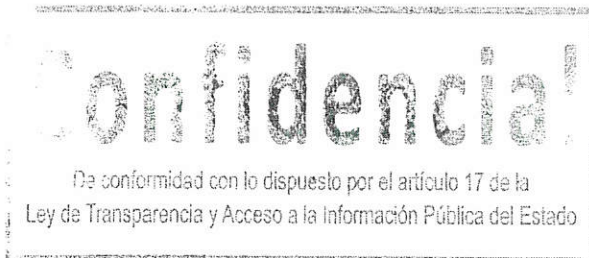 Confidencial
De conformidad con lo dispuesto por el artículo 17 de la
Ley de Transparencia y Acceso a la Información Pública del Estado